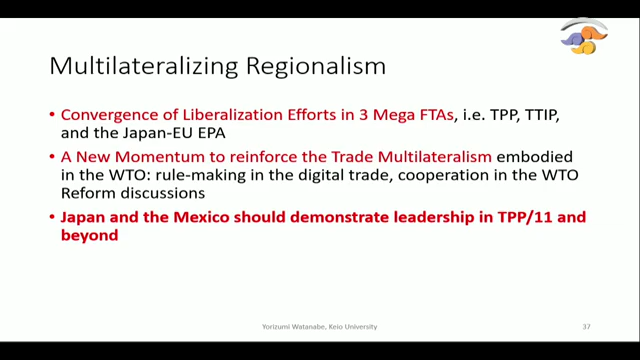 Multilateralizing Regionalism
• Convergence of Liberalization Efforts in 3 Mega FTAs, i.e. TPP, TTIP,
and the Japan-EU EPA
• A New Momentum to reinforce the Trade Multilateralism embodied
in the WTO: rule-making in the digital trade, cooperation in the WTO
Reform discussions
• Japan and the Mexico should demonstrate leadership in TPP/11 and
beyond
Yorizumi Watanabe, Keio University
37